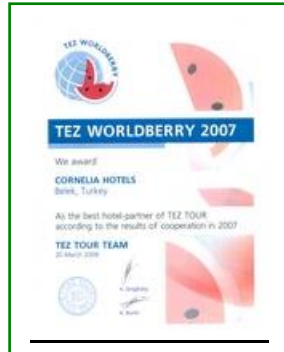 TEZ WORLDBERRY
TEZ WORLDBERRY 2007
We award
CORNELIA HOTELS
Belek, Turkey
As the best hotel-partner of TEZ TOUR
according to the results of cooperation in 2007
TEZ TOUR TEAM
20 March 2008